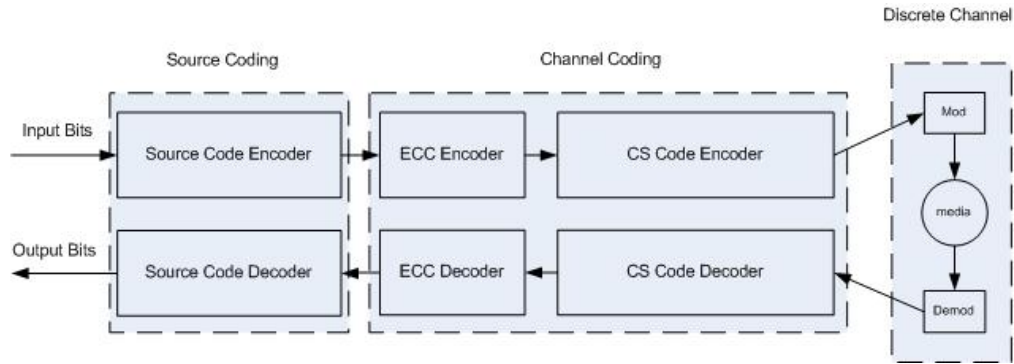 Discrete Channel
Source Coding
Channel Coding
Input Bits
Source Code Encoder
ECC Encoder
CS Code Encoder
Mod
media
Output Bits
Source Code Decoder
ECC Decoder
CS Code Decoder
Demod